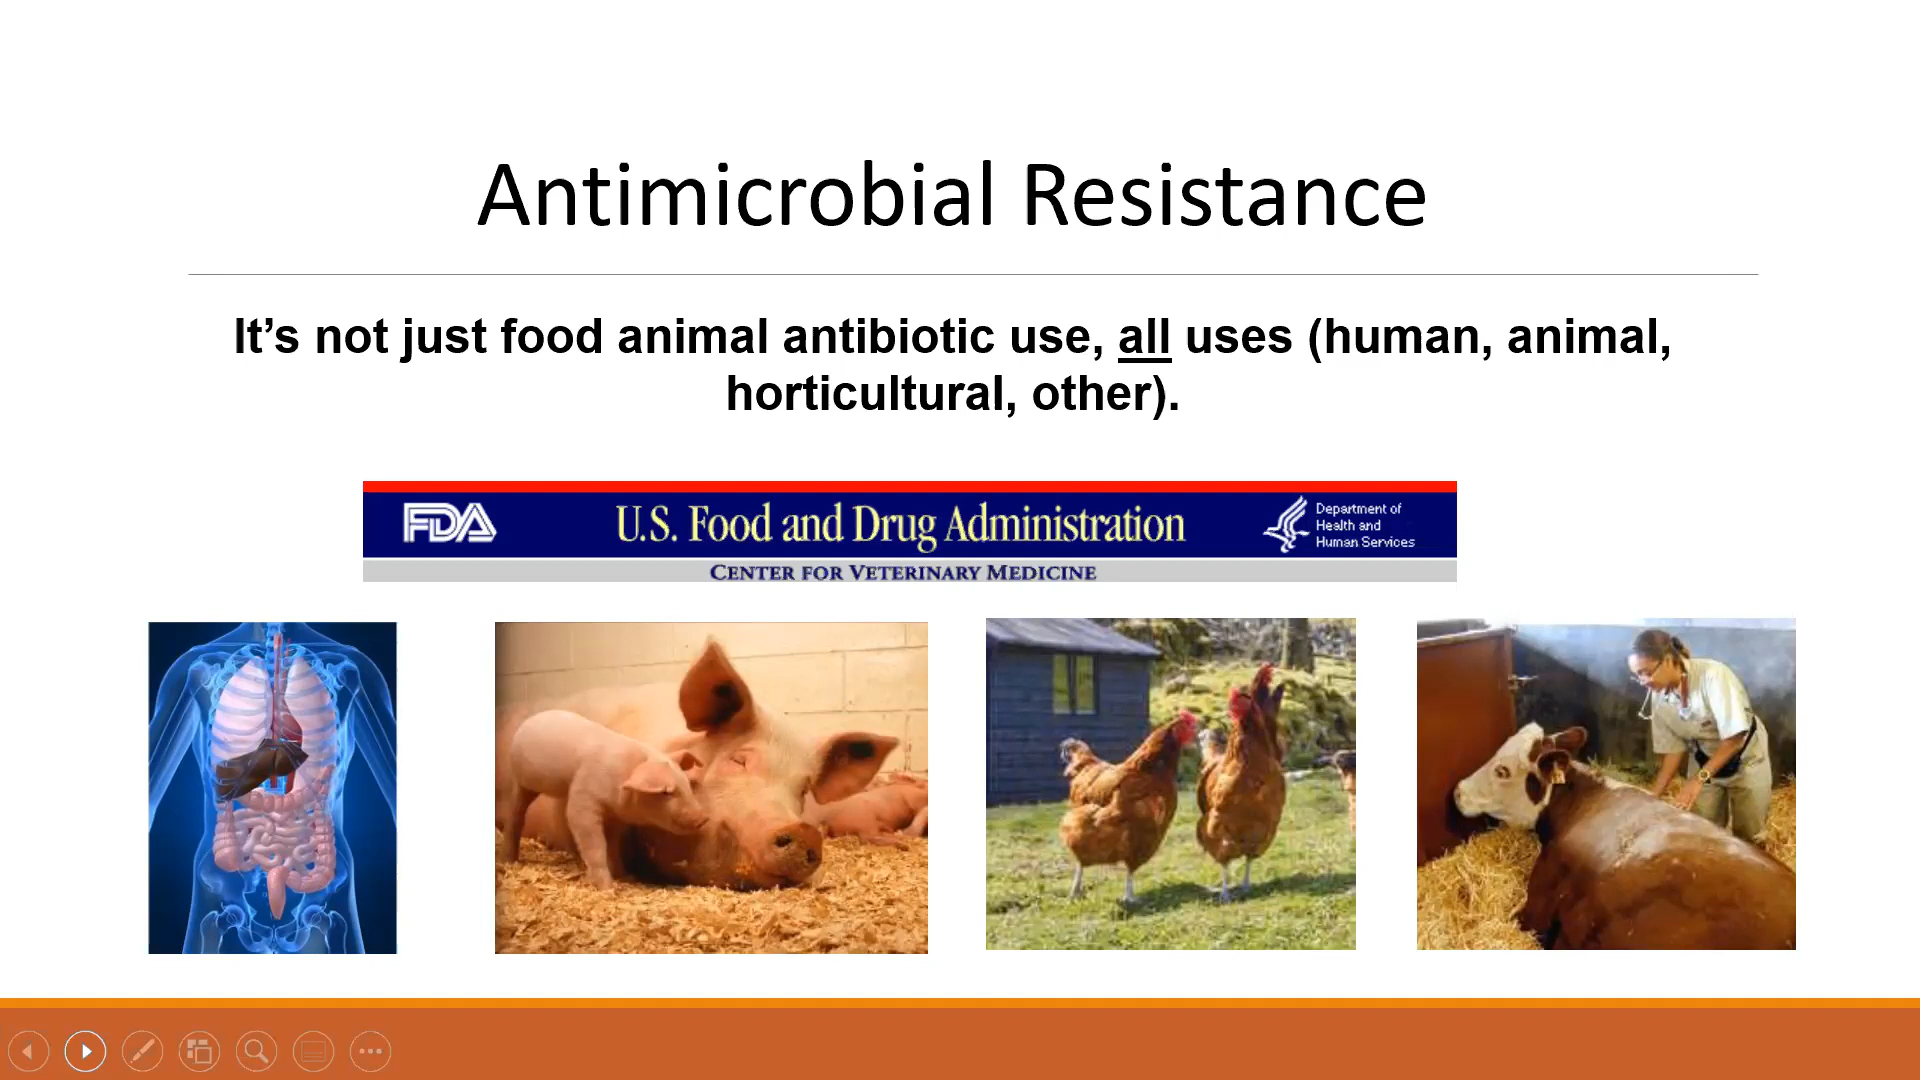 Antimicrobial Resistance
It’s not just food animal antibiotic use, all uses (human, animal,
horticultural, other).
FDA
U.S. Food and Drug Administration
Department of
Health and
Human Services
CENTER FOR VETERINARY MEDICINE